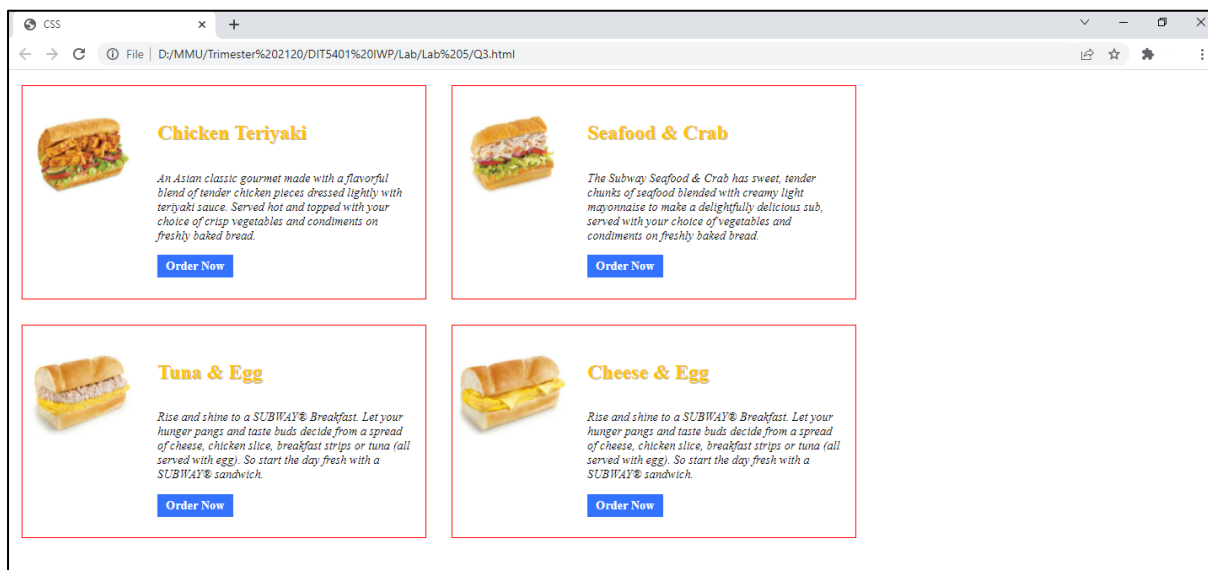 CSS
File D:/MMU/Trimester%202120/DIT5401%20IWP/Lab/Lab%205/Q3.html
Chicken Teriyaki
An Asian classic gourmet made with a flavorful
blend of tender chicken pieces dressed lightly with
teriyaki sauce. Served hot and topped with your
choice of crisp vegetables and condiments on
freshly baked bread.
Order Now
Seafood & Crab
The Subway Seafood & Crab has sweet, tender
chunks of seafood blended with creamy light
mayonnaise to make a delightfully delicious sub,
served with your choice of vegetables and
condiments on freshly baked bread.
Order Now
Tuna & Egg
Rise and shine to a SUBWAY® Breakfast. Let your
hunger pangs and taste buds decide from a spread
of cheese, chicken slice, breakfast strips or tuna (all
served with egg). So start the day fresh with a
SUBWAY® sandwich.
Order Now
Cheese & Egg
Rise and shine to a SUBWAY® Breakfast. Let your
hunger pangs and taste buds decide from a spread
of cheese, chicken slice, breakfast strips or tuna (all
served with egg). So start the day fresh with a
SUBWAY® sandwich.
Order Now